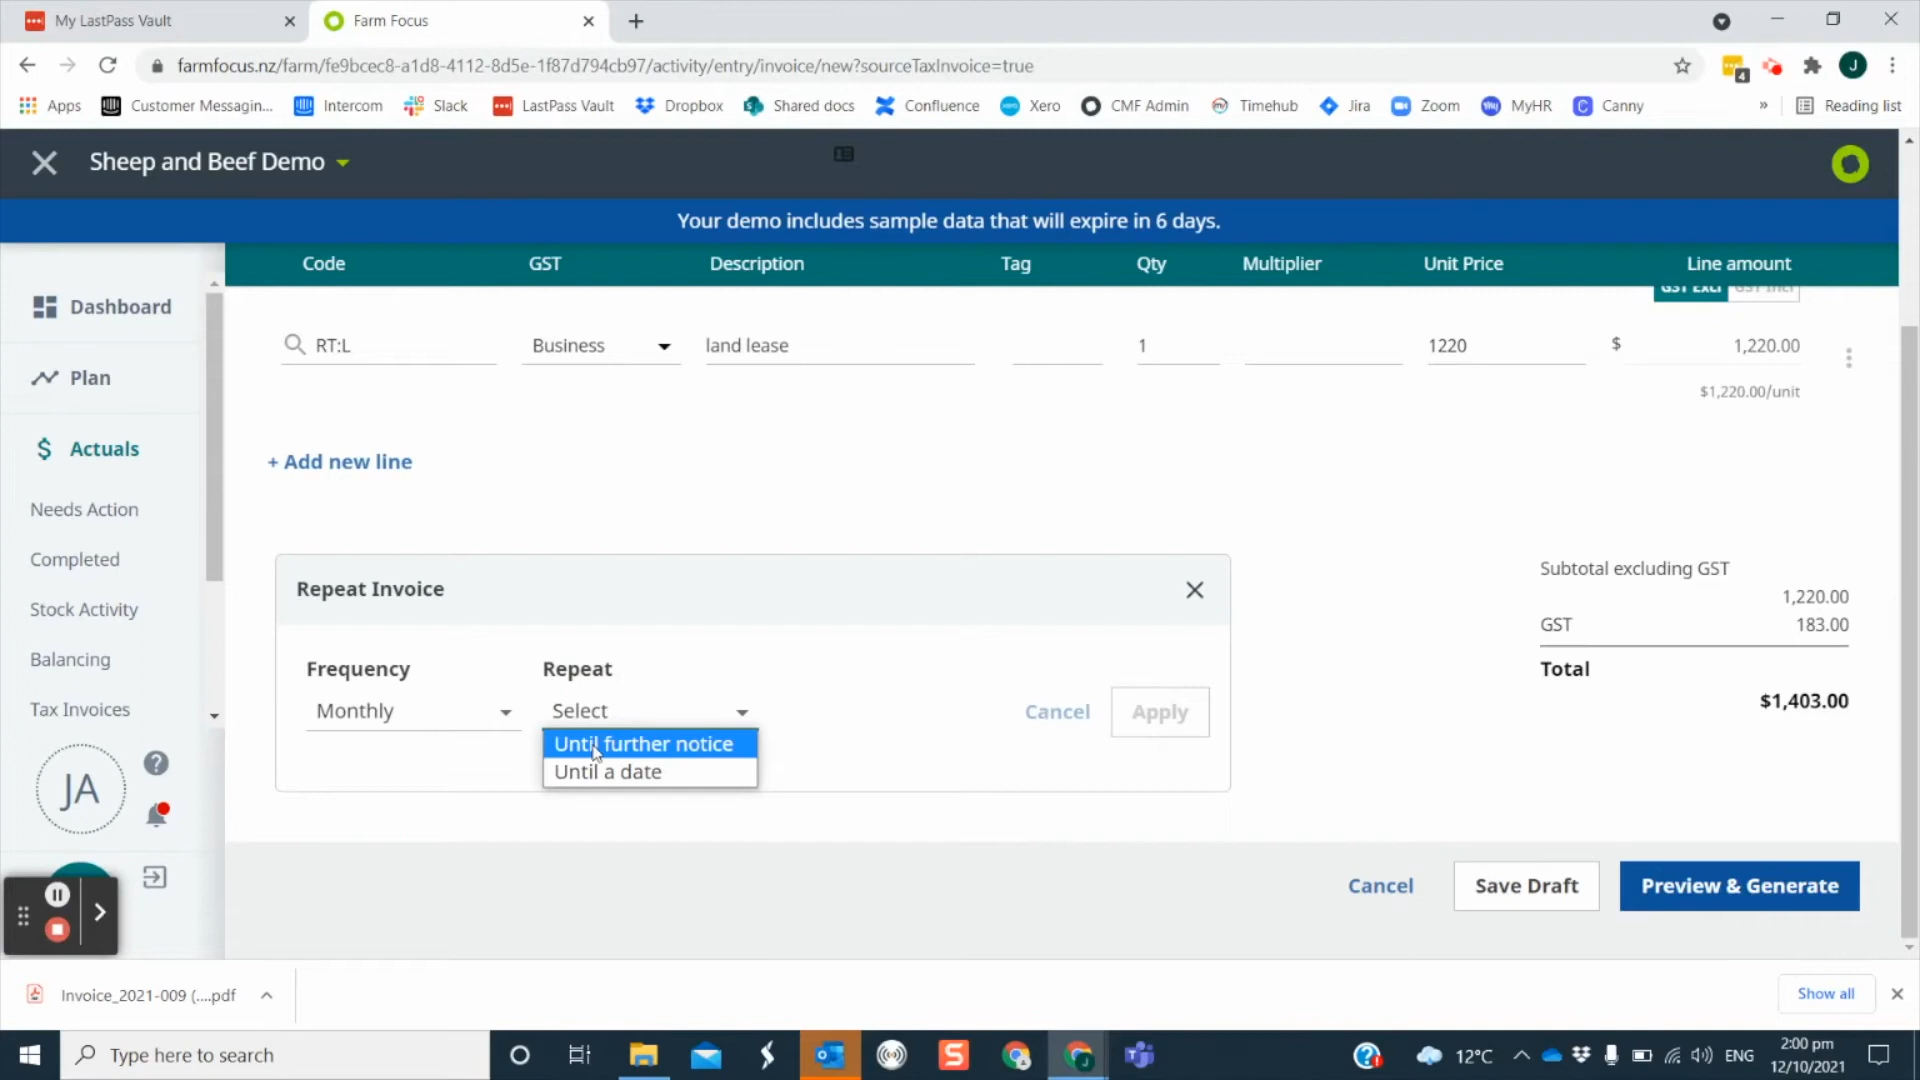 My LastPass Vault
Farm Focus
farmfocus.nz/farm/fe9bcec8-a1d8-4112-8d5e-1f87d794cb97/activity/entry/invoice/new?sourceTaxInvoice=true
4
J
Apps
Customer Messagin...
Intercom
Slack
LastPass Vault
Dropbox
Shared docs
Confluence
Xero
CMF Admin
Timehub
Jira
Zoom
MyHR
Canny
»
Reading list
Sheep and Beef Demo
Your demo includes sample data that will expire in 6 days.
Code GST Description Tag Qty Multiplier Unit Price Line amount
GST Excl GST Incl
RT:L Business land lease 1 1220 $ 1,220.00
$1,220.00/unit
+ Add new line
Dashboard
Plan
$ Actuals
Needs Action
Completed
Stock Activity
Balancing
Tax Invoices
JA
Repeat Invoice
Frequency Repeat
Monthly Select
Cancel Apply
Until further notice
Until a date
Subtotal excluding GST
1,220.00
GST 183.00
Total
$1,403.00
Cancel Save Draft Preview & Generate
Invoice_2021-009 (....pdf
Show all
Type here to search
12°C
ENG
2:00 pm
12/10/2021